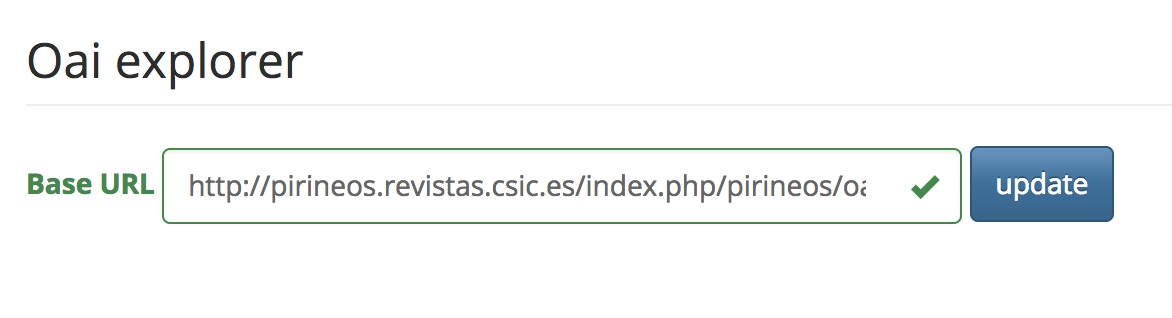 Oai explorer
Base URL http://pirineos.revistas.csic.es/index.php/pirineos/oa update